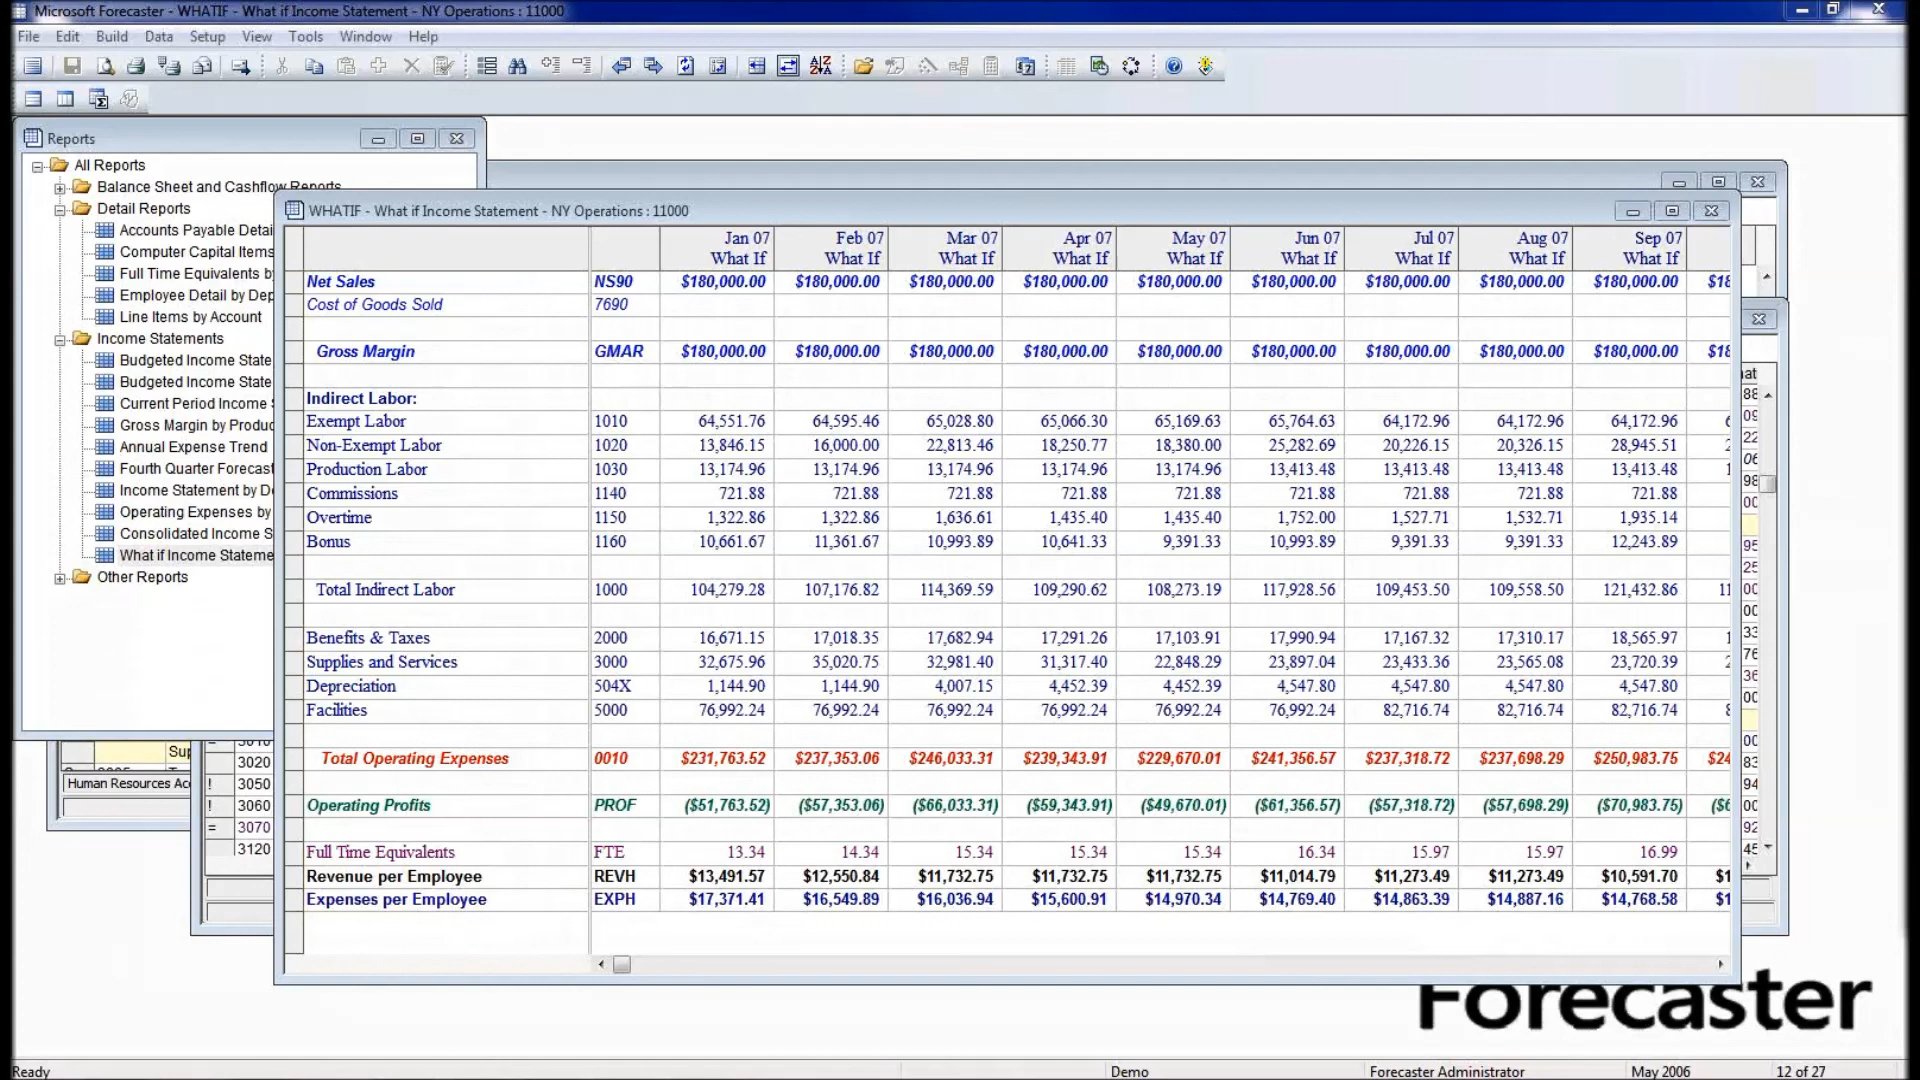 Microsoft Forecaster - WHATIF - What if Income Statement - NY Operations : 11000
File Edit Build Data Setup View Tools Window Help
Reports
All Reports
Balance Sheet and Cashflow Reports
Detail Reports
Accounts Payable Detai
Computer Capital Items
Full Time Equivalents by
Employee Detail by Dep
Line Items by Account
Income Statements
Budgeted Income State
Budgeted Income State
Current Period Income
Gross Margin by Produc
Annual Expense Trend
Fourth Quarter Forecast
Income Statement by De
Operating Expenses by
Consolidated Income S
What if Income Stateme
Other Reports
WHATIF - What if Income Statement - NY Operations : 11000
Jan 07 Feb 07 Mar 07 Apr 07 May 07 Jun 07 Jul 07 Aug 07 Sep 07
What If What If What If What If What If What If What If What If What If
Net Sales NS90 $180,000.00 $180,000.00 $180,000.00 $180,000.00 $180,000.00 $180,000.00 $180,000.00 $180,000.00 $180,000.00 $18
Cost of Goods Sold 7690
Gross Margin GMAR $180,000.00 $180,000.00 $180,000.00 $180,000.00 $180,000.00 $180,000.00 $180,000.00 $180,000.00 $180,000.00 $18
Indirect Labor:
Exempt Labor 1010 64,551.76 64,595.46 65,028.80 65,066.30 65,169.63 65,764.63 64,172.96 64,172.96 64,172.96 6
Non-Exempt Labor 1020 13,846.15 16,000.00 22,813.46 18,250.77 18,380.00 25,282.69 20,226.15 20,326.15 28,945.51 2
Production Labor 1030 13,174.96 13,174.96 13,174.96 13,174.96 13,174.96 13,413.48 13,413.48 13,413.48 13,413.48 1
Commissions 1140 721.88 721.88 721.88 721.88 721.88 721.88 721.88 721.88 721.88
Overtime 1150 1,322.86 1,322.86 1,636.61 1,435.40 1,435.40 1,752.00 1,527.71 1,532.71 1,935.14
Bonus 1160 10,661.67 11,361.67 10,993.89 10,641.33 9,391.33 10,993.89 9,391.33 9,391.33 12,243.89
Total Indirect Labor 1000 104,279.28 107,176.82 114,369.59 109,290.62 108,273.19 117,928.56 109,453.50 109,558.50 121,432.86 11
Benefits & Taxes 2000 16,671.15 17,018.35 17,682.94 17,291.26 17,103.91 17,990.94 17,167.32 17,310.17 18,565.97 1
Supplies and Services 3000 32,675.96 35,020.75 32,981.40 31,317.40 22,848.29 23,897.04 23,433.36 23,565.08 23,720.39 2
Depreciation 504X 1,144.90 1,144.90 4,007.15 4,452.39 4,452.39 4,547.80 4,547.80 4,547.80 4,547.80
Facilities 5000 76,992.24 76,992.24 76,992.24 76,992.24 76,992.24 76,992.24 82,716.74 82,716.74 82,716.74 8
Total Operating Expenses 0010 $231,763.52 $237,353.06 $246,033.31 $239,343.91 $229,670.01 $241,356.57 $237,318.72 $237,698.29 $250,983.75 $24
Operating Profits PROF ($51,763.52) ($57,353.06) ($66,033.31) ($59,343.91) ($49,670.01) ($61,356.57) ($57,318.72) ($57,698.29) ($70,983.75) ($6
Full Time Equivalents FTE 13.34 14.34 15.34 15.34 15.34 16.34 15.97 15.97 16.99
Revenue per Employee REVH $13,491.57 $12,550.84 $11,732.75 $11,732.75 $11,732.75 $11,014.79 $11,273.49 $11,273.49 $10,591.70 $1
Expenses per Employee EXPH $17,371.41 $16,549.89 $16,036.94 $15,600.91 $14,970.34 $14,769.40 $14,863.39 $14,887.16 $14,768.58 $1
Sup
Human Resources Acc
= 3010
3020
! 3050
! 3060
= 3070
3120
Forecaster
Ready Demo Forecaster Administrator May 2006 12 of 27